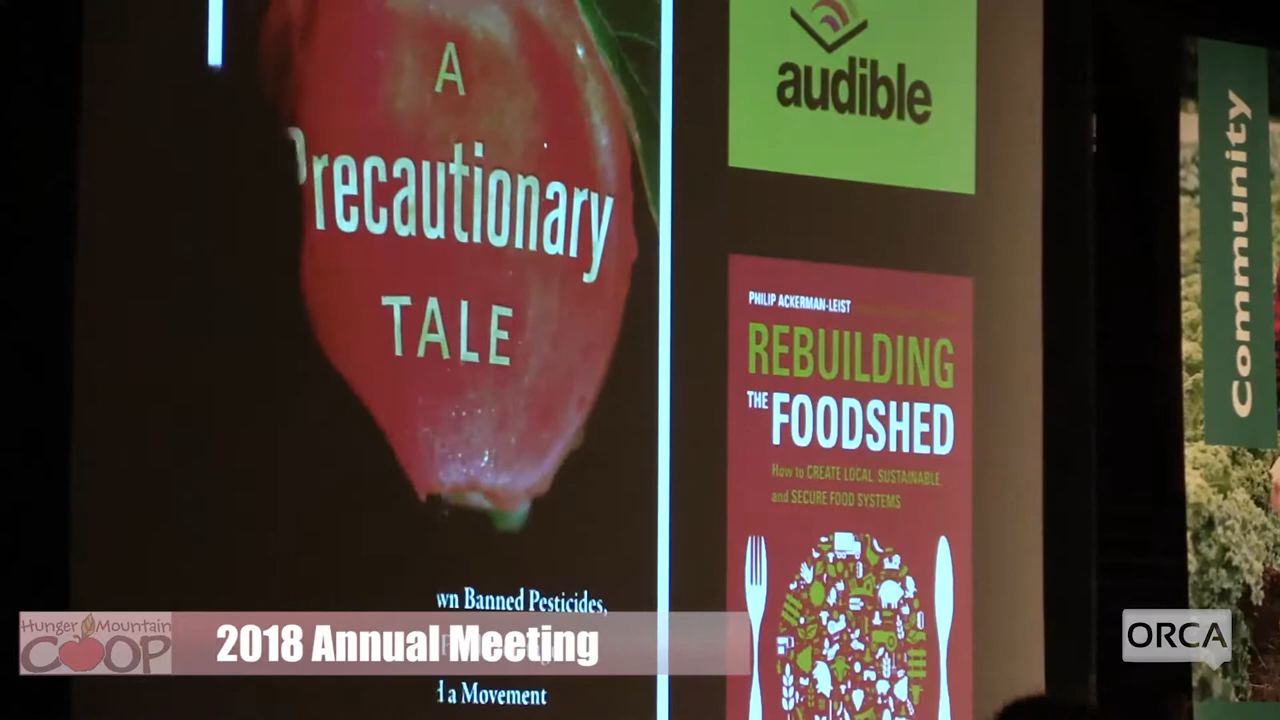 A
Precautionary
TALE
wn Banned Pesticides,
d a Movement
audible
PHILIP ACKERMAN-LEIST
REBUILDING
THE FOODSHED
How to CREATE LOCAL, SUSTAINABLE,
and SECURE FOOD SYSTEMS
Community
Hunger Mountain
COOP
2018 Annual Meeting
ORCA